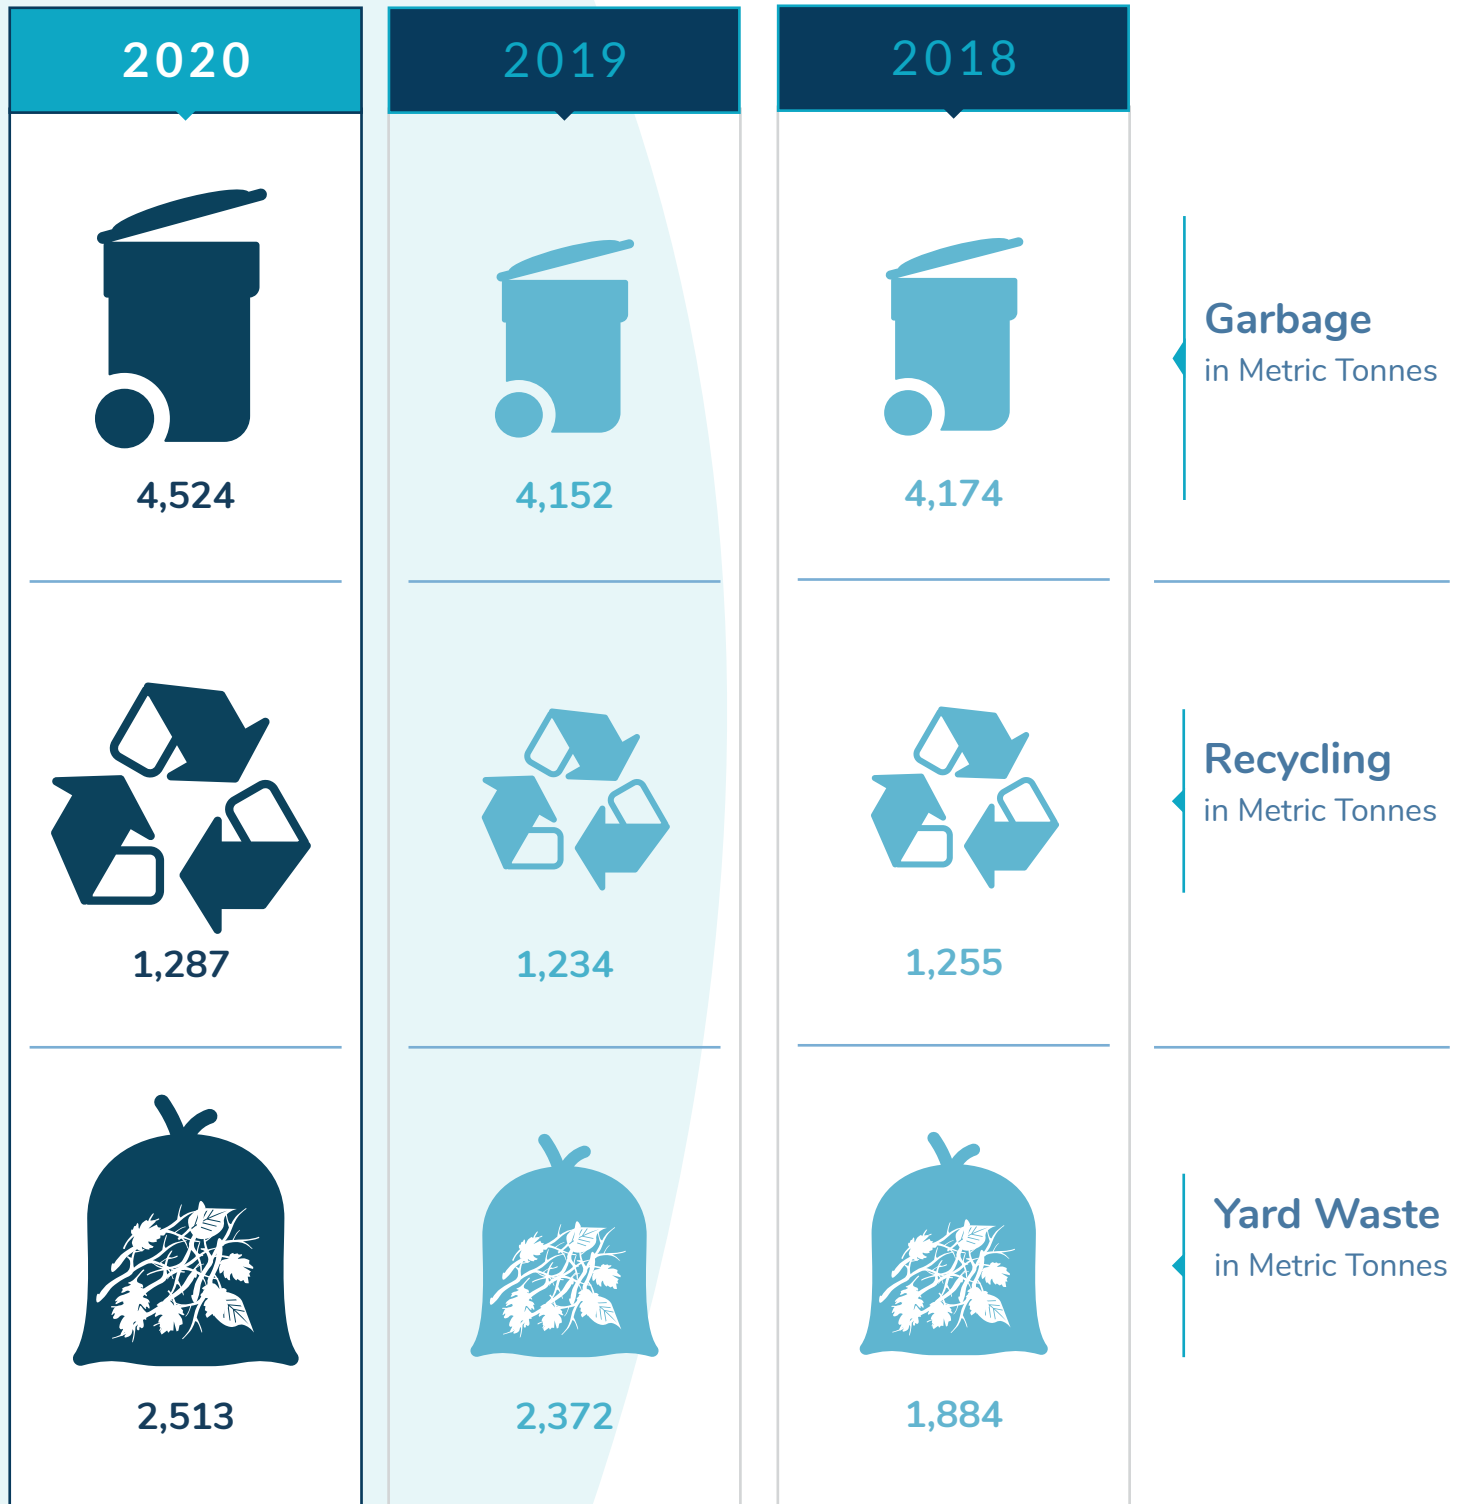 2020
2019
2018
4,524
4,152
4,174
Garbage
in Metric Tonnes
1,287
1,234
1,255
Recycling
in Metric Tonnes
2,513
2,372
1,884
Yard Waste
in Metric Tonnes